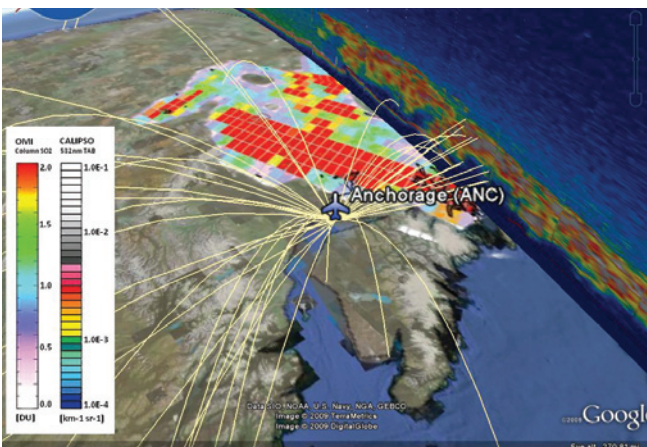 OMI
Column SO2
CALIPSO
532nm TAB
2.0
1.5
1.0
0.5
0.0
[DU]
1.0E-1
1.0E-2
1.0E-3
1.0E-4
[km-1 sr-1]
Anchorage (ANC)
Data SIO, NOAA, U.S. Navy, NGA, GEBCO
Image © 2009 TerraMetrics
Image © 2009 DigitalGlobe
©2009 Google